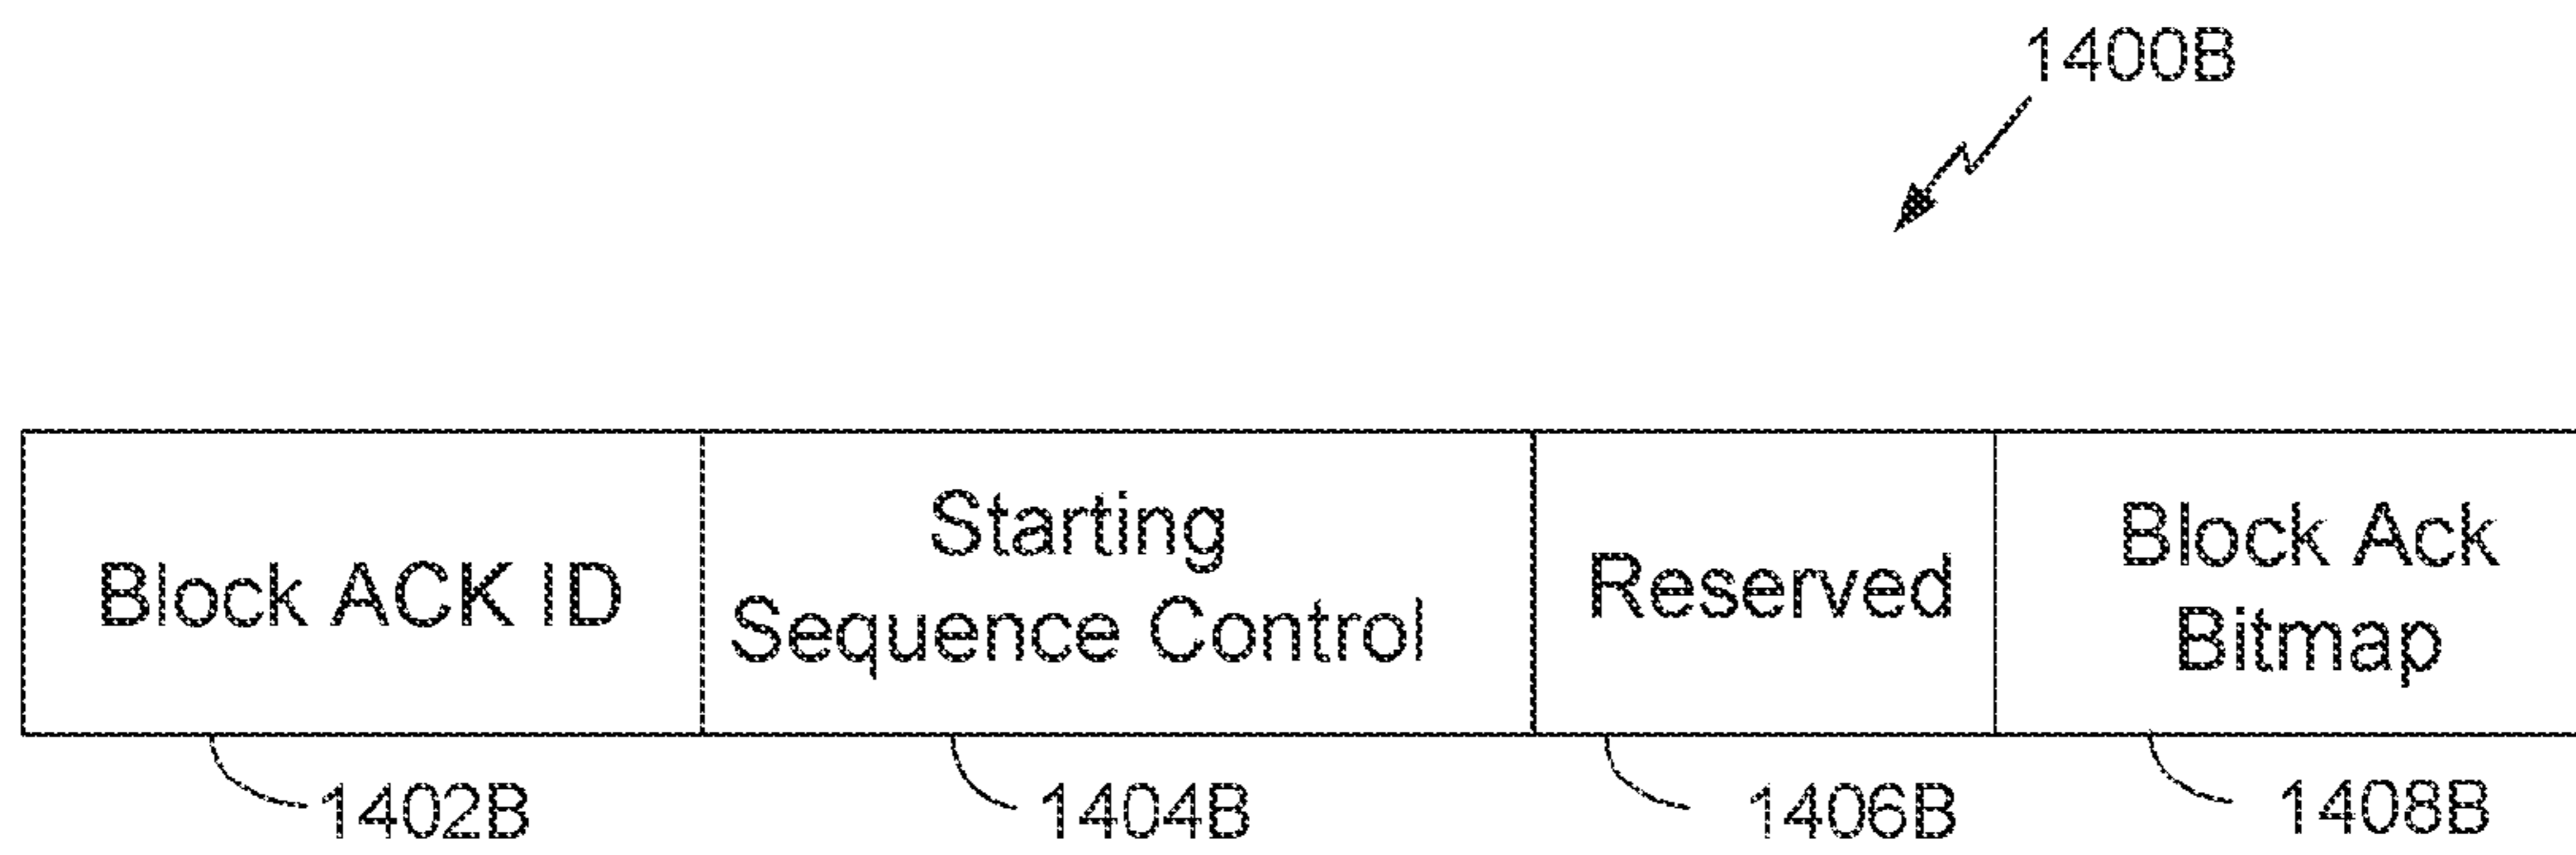 1400B
Block ACK ID
Starting
Sequence Control
Reserved
Block Ack
Bitmap
1402B
1404B
1406B
1408B